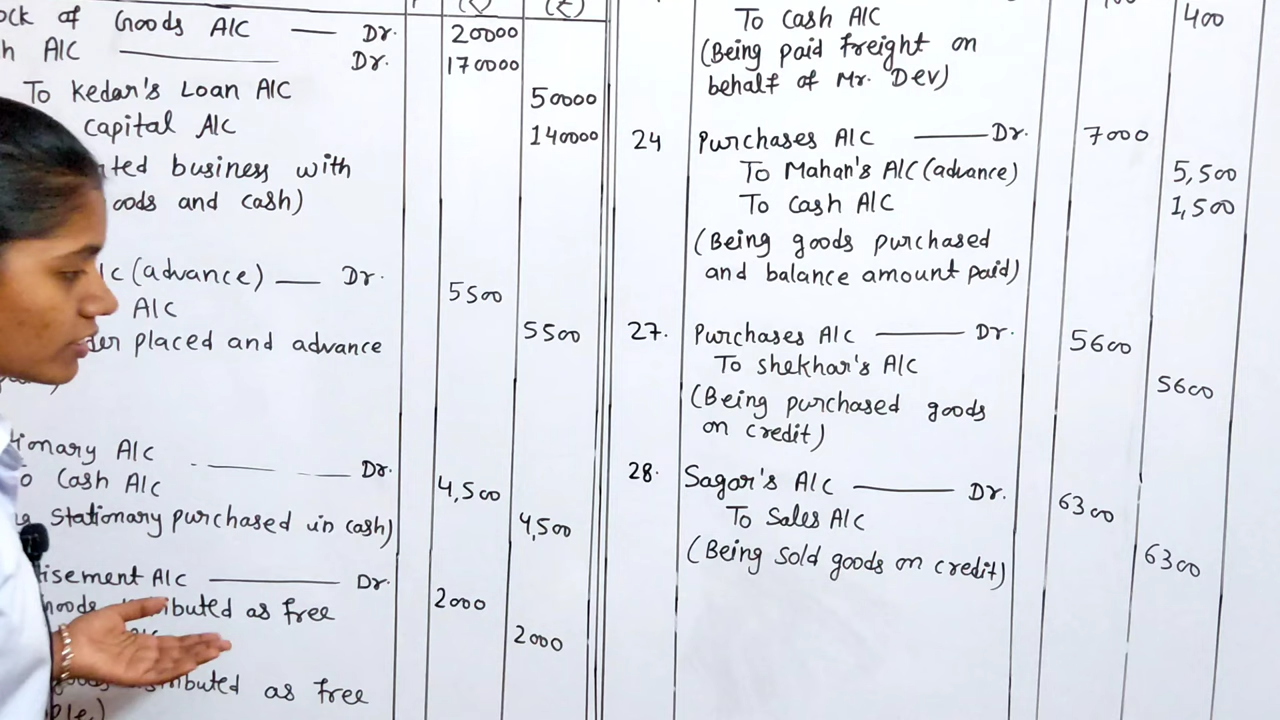 ock of Goods A/C — Dr. 20000
h A/C — Dr. 170000
To Kedar's Loan A/C 50000
Capital A/C 140000
ted business with
oods and cash)
/c (advance) — Dr. 5500
A/C 5500
der placed and advance
tionary A/C — Dr. 4,500
o Cash A/C 4,500
Stationary purchased in cash)
tisement A/C — Dr. 2000
Goods distributed as free 2000
distributed as free
ple.)
To Cash A/C 400
(Being paid freight on
behalf of Mr. Dev)
24 Purchases A/C — Dr. 7000
To Mahan's A/C (advance) 5,500
To Cash A/C 1,500
(Being goods purchased
and balance amount paid)
27. Purchases A/C — Dr. 5600
To Shekhar's A/C 5600
(Being purchased goods
on credit)
28. Sagar's A/C — Dr. 6300
To Sales A/C 6300
(Being sold goods on credit)